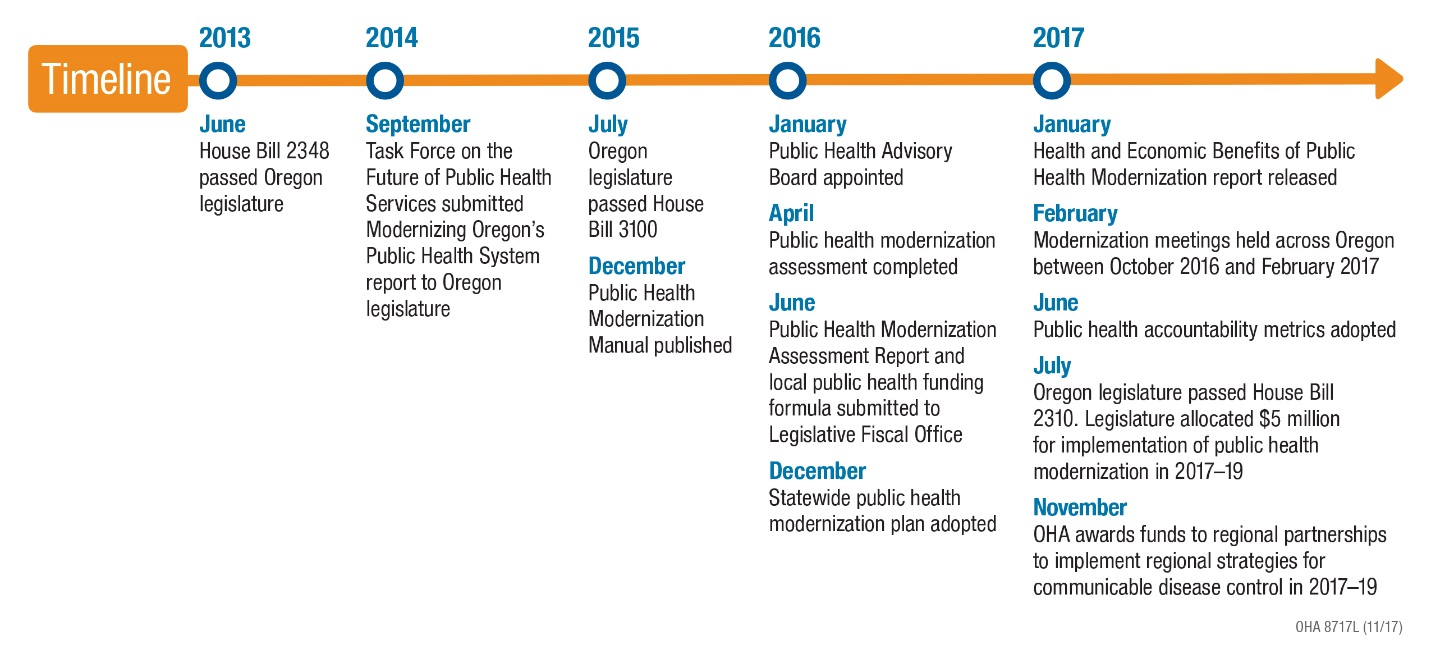 Timeline
2013
June
House Bill 2348
passed Oregon
legislature
2014
September
Task Force on the
Future of Public Health
Services submitted
Modernizing Oregon’s
Public Health System
report to Oregon
legislature
2015
July
Oregon
legislature
passed House
Bill 3100
December
Public Health
Modernization
Manual published
2016
January
Public Health Advisory
Board appointed
April
Public health modernization
assessment completed
June
Public Health Modernization
Assessment Report and
local public health funding
formula submitted to
Legislative Fiscal Office
December
Statewide public health
modernization plan adopted
2017
January
Health and Economic Benefits of Public
Health Modernization report released
February
Modernization meetings held across Oregon
between October 2016 and February 2017
June
Public health accountability metrics adopted
July
Oregon legislature passed House Bill
2310. Legislature allocated $5 million
for implementation of public health
modernization in 2017–19
November
OHA awards funds to regional partnerships
to implement regional strategies for
communicable disease control in 2017–19
OHA 8717L (11/17)